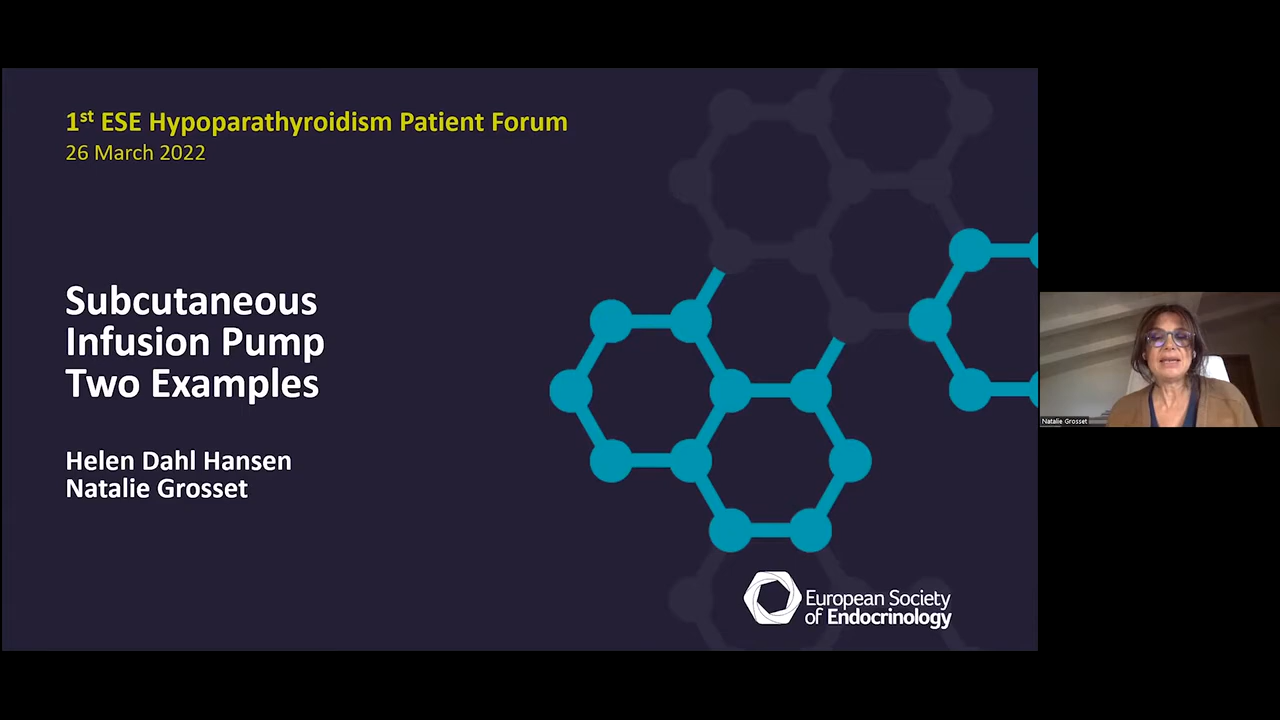 1st ESE Hypoparathyroidism Patient Forum
26 March 2022
Subcutaneous
Infusion Pump
Two Examples
Helen Dahl Hansen
Natalie Grosset
European Society
of Endocrinology
Natalie Grosset